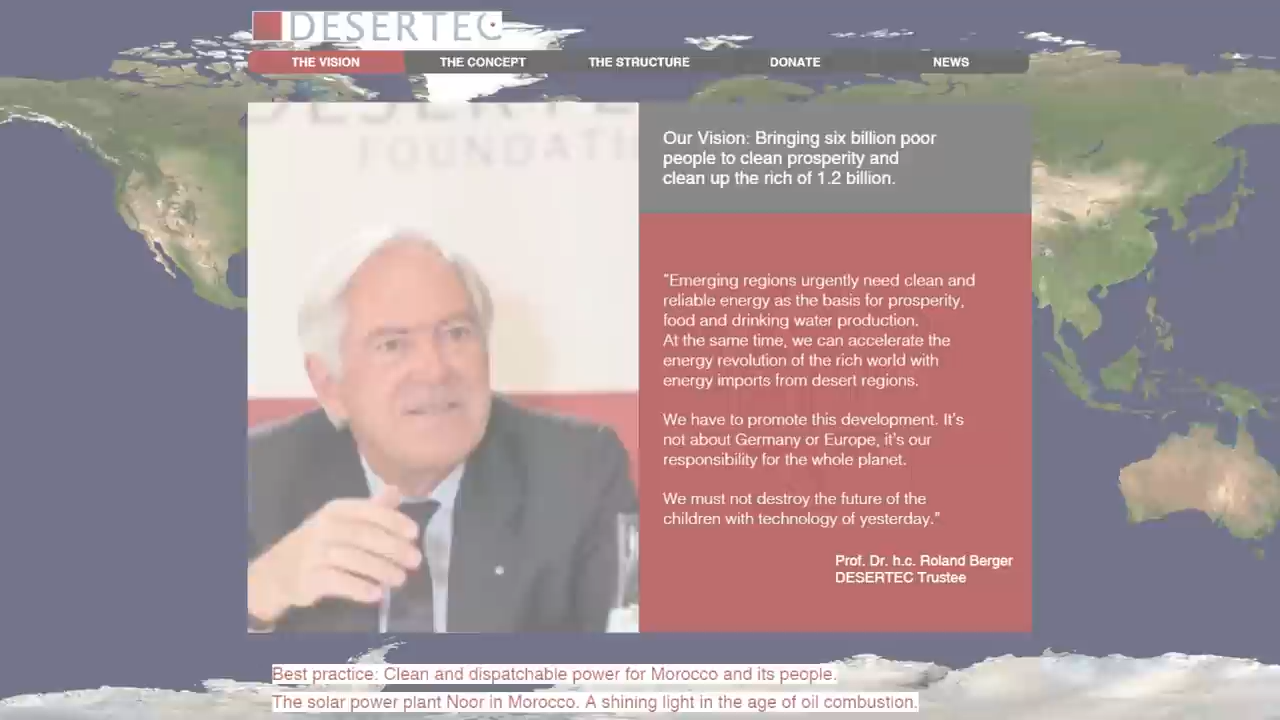 DESERTEC
THE VISION THE CONCEPT THE STRUCTURE DONATE NEWS
DESERTE
FOUNDATI
Our Vision: Bringing six billion poor
people to clean prosperity and
clean up the rich of 1.2 billion.
“Emerging regions urgently need clean and
reliable energy as the basis for prosperity,
food and drinking water production.
At the same time, we can accelerate the
energy revolution of the rich world with
energy imports from desert regions.
We have to promote this development. It’s
not about Germany or Europe, it’s our
responsibility for the whole planet.
We must not destroy the future of the
children with technology of yesterday.”
Prof. Dr. h.c. Roland Berger
DESERTEC Trustee
Best practice: Clean and dispatchable power for Morocco and its people.
The solar power plant Noor in Morocco. A shining light in the age of oil combustion.